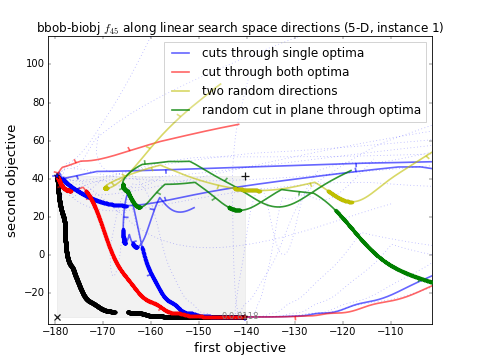 bbob-biobj f45 along linear search space directions (5-D, instance 1)
cuts through single optima
cut through both optima
two random directions
random cut in plane through optima
second objective
100
80
60
40
20
0
−20
−180 −170 −160 −150 −140 −130 −120 −110
first objective